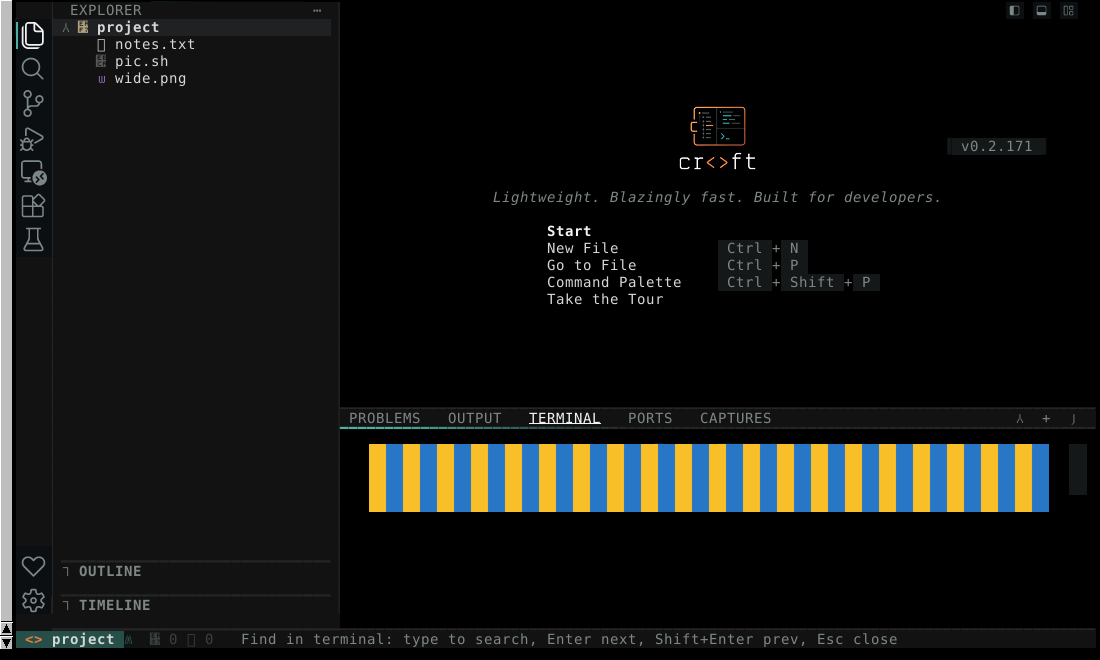 EXPLORER
project
notes.txt
pic.sh
wide.png
OUTLINE
TIMELINE
cr<>ft
v0.2.171
Lightweight. Blazingly fast. Built for developers.
Start
New File Ctrl + N
Go to File Ctrl + P
Command Palette Ctrl + Shift + P
Take the Tour
PROBLEMS OUTPUT TERMINAL PORTS CAPTURES
<> project 0 0 Find in terminal: type to search, Enter next, Shift+Enter prev, Esc close